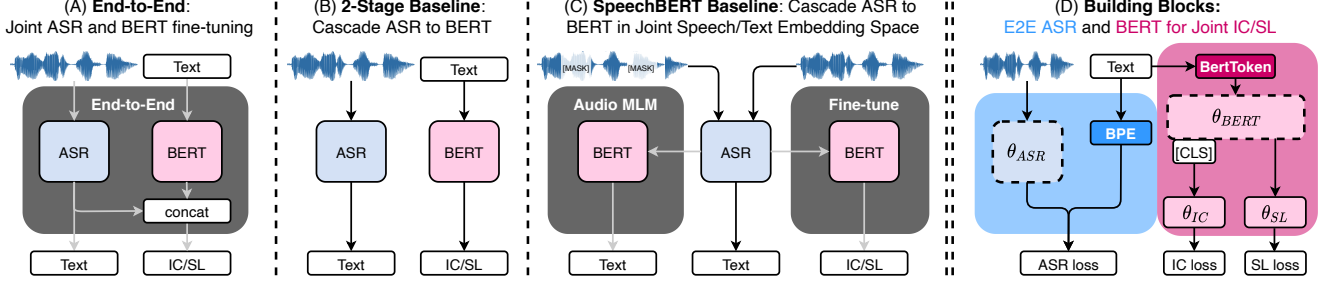 (A) End-to-End:
Joint ASR and BERT fine-tuning
Text
End-to-End
ASR
BERT
concat
Text
IC/SL
(B) 2-Stage Baseline:
Cascade ASR to BERT
Text
ASR
BERT
Text
IC/SL
(C) SpeechBERT Baseline: Cascade ASR to
BERT in Joint Speech/Text Embedding Space
[MASK]
[MASK]
Audio MLM
Fine-tune
BERT
ASR
BERT
Text
Text
IC/SL
(D) Building Blocks:
E2E ASR and BERT for Joint IC/SL
Text
BertToken
θ_BERT
BPE
θ_ASR
[CLS]
θ_IC
θ_SL
ASR loss
IC loss
SL loss